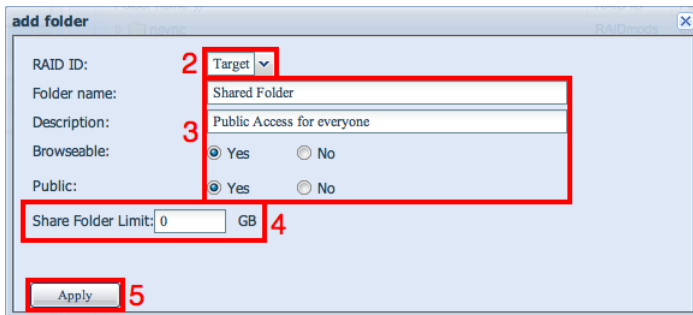 add folder
RAID ID: 2 Target
Folder name: Shared Folder
Description: Public Access for everyone
3
Browseable: Yes No
Public: Yes No
Share Folder Limit: 0 GB 4
Apply 5